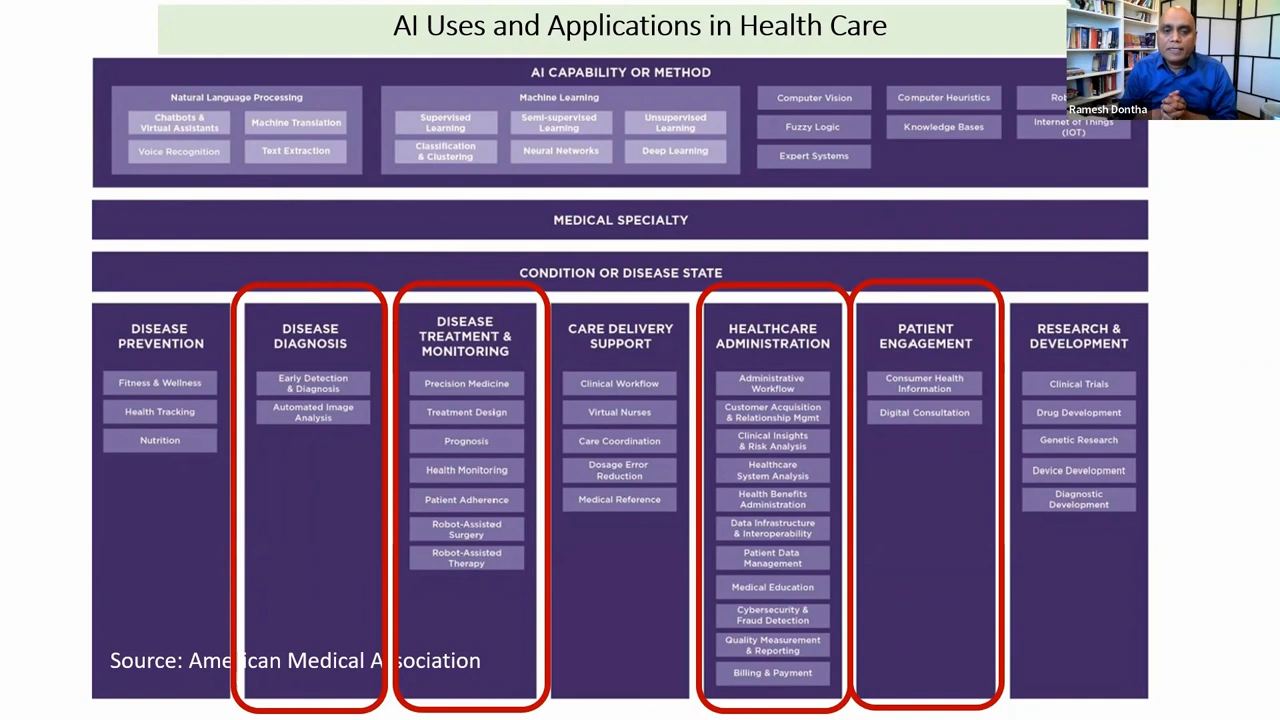 AI Uses and Applications in Health Care
Ramesh Dontha
AI CAPABILITY OR METHOD
Natural Language Processing
Chatbots &
Virtual Assistants
Machine Translation
Voice Recognition
Text Extraction
Machine Learning
Supervised
Learning
Semi-supervised
Learning
Unsupervised
Learning
Classification
& Clustering
Neural Networks
Deep Learning
Computer Vision
Computer Heuristics
Fuzzy Logic
Knowledge Bases
Internet of Things
(IOT)
Expert Systems
MEDICAL SPECIALTY
CONDITION OR DISEASE STATE
DISEASE
PREVENTION
Fitness & Wellness
Health Tracking
Nutrition
DISEASE
DIAGNOSIS
Early Detection
& Diagnosis
Automated Image
Analysis
DISEASE
TREATMENT &
MONITORING
Precision Medicine
Treatment Design
Prognosis
Health Monitoring
Patient Adherence
Robot-Assisted
Surgery
Robot-Assisted
Therapy
CARE DELIVERY
SUPPORT
Clinical Workflow
Virtual Nurses
Care Coordination
Dosage Error
Reduction
Medical Reference
HEALTHCARE
ADMINISTRATION
Administrative
Workflow
Customer Acquisition
& Relationship Mgmt
Clinical Insights
& Risk Analysis
Healthcare
System Analysis
Health Benefits
Administration
Data Infrastructure
& Interoperability
Patient Data
Management
Medical Education
Cybersecurity &
Fraud Detection
Quality Measurement
& Reporting
Billing & Payment
PATIENT
ENGAGEMENT
Consumer Health
Information
Digital Consultation
RESEARCH &
DEVELOPMENT
Clinical Trials
Drug Development
Genetic Research
Device Development
Diagnostic
Development
Source: American Medical Association